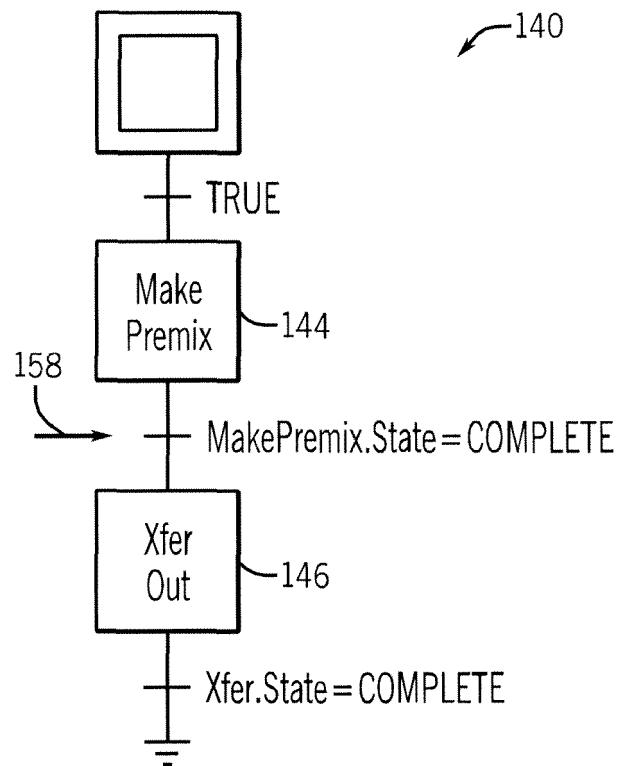 140
TRUE
Make
Premix
144
158
MakePremix.State=COMPLETE
Xfer
Out
146
Xfer.State=COMPLETE